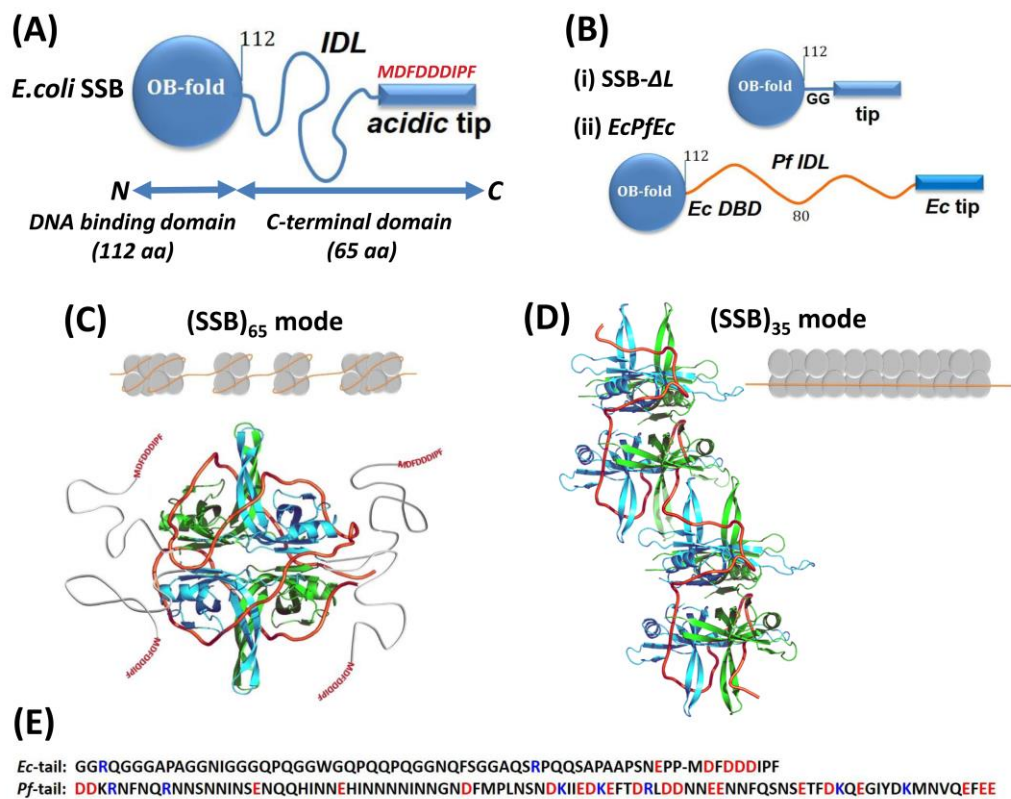 (A)
112
IDL
E.coli SSB
OB-fold
MDFDDDIPF
acidic tip
N
C
DNA binding domain
(112 aa)
C-terminal domain
(65 aa)
(B)
112
(i) SSB-ΔL
OB-fold
GG
tip
(ii) EcPfEc
112
Pf IDL
OB-fold
Ec DBD
80
Ec tip
(C)
(SSB)65 mode
MDFDDDIPF
MDFDDDIPF
MDFDDDIPF
MDFDDDIPF
(D)
(SSB)35 mode
(E)
Ec-tail: GGRQGGGAPAGGNIGGGQPQGGWGQPQQPQGGNQFSGGAQSRPQQSAPAAPSNEPP-MDFDDDIPF
Pf-tail: DDKRNFNQRNNSNNINSENQQHINNEHINNNNINNGNDFMPLNSNDKIIEDKEFTDRLDDNNEENNFQSNSETFDKQEGIYDKMNVQEFEE